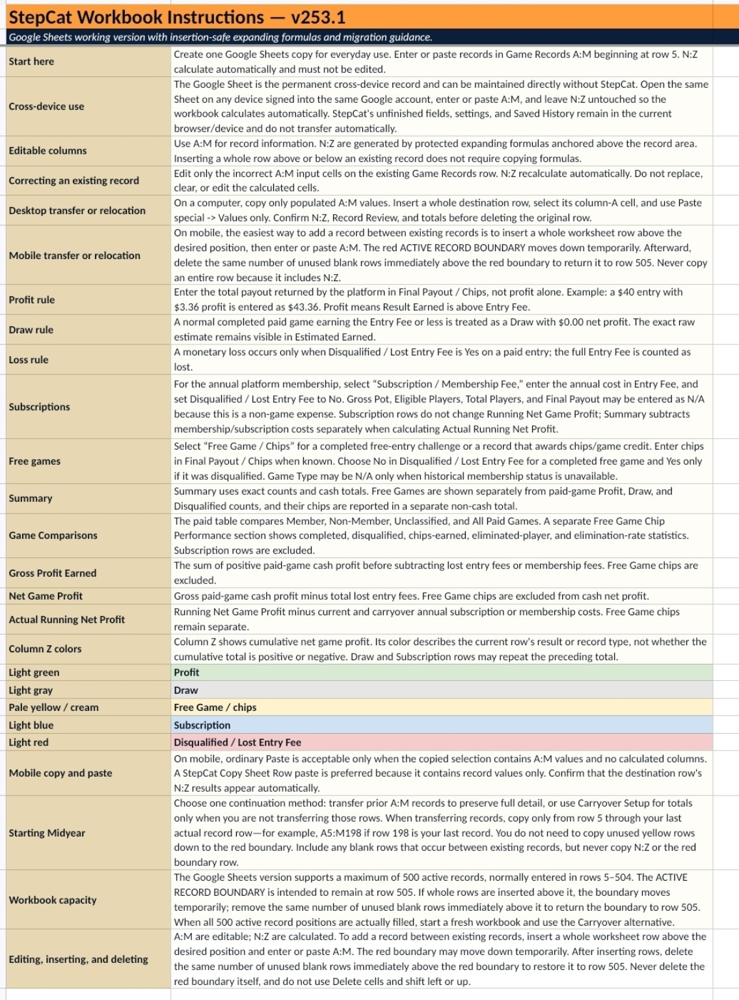 StepCat Workbook Instructions — v253.1
Google Sheets working version with insertion-safe expanding formulas and migration guidance.
Start here
Create one Google Sheets copy for everyday use. Enter or paste records in Game Records A:M beginning at row 5. N:Z
calculate automatically and must not be edited.
Cross-device use
The Google Sheet is the permanent cross-device record and can be maintained directly without StepCat. Open the same
Sheet on any device signed into the same Google account, enter or paste A:M, and leave N:Z untouched so the
workbook calculates automatically. StepCat's unfinished fields, settings, and Saved History remain in the current
browser/device and do not transfer automatically.
Editable columns
Use A:M for record information. N:Z are generated by protected expanding formulas anchored above the record area.
Inserting a whole row above or below an existing record does not require copying formulas.
Correcting an existing record
Edit only the incorrect A:M input cells on the existing Game Records row. N:Z recalculate automatically. Do not replace,
clear, or edit the calculated cells.
Desktop transfer or relocation
On a computer, copy only populated A:M values. Insert a whole destination row, select its column-A cell, and use Paste
special -> Values only. Confirm N:Z, Record Review, and totals before deleting the original row.
Mobile transfer or relocation
On mobile, the easiest way to add a record between existing records is to insert a whole worksheet row above the
desired position, then enter or paste A:M. The red ACTIVE RECORD BOUNDARY moves down temporarily. Afterward,
delete the same number of unused blank rows immediately above the red boundary to return it to row 505. Never copy
an entire row because it includes N:Z.
Profit rule
Enter the total payout returned by the platform in Final Payout / Chips, not profit alone. Example: a $40 entry with
$3.36 profit is entered as $43.36. Profit means Result Earned is above Entry Fee.
Draw rule
A normal completed paid game earning the Entry Fee or less is treated as a Draw with $0.00 net profit. The exact raw
estimate remains visible in Estimated Earned.
Loss rule
A monetary loss occurs only when Disqualified / Lost Entry Fee is Yes on a paid entry; the full Entry Fee is counted as
lost.
Subscriptions
For the annual platform membership, select “Subscription / Membership Fee,” enter the annual cost in Entry Fee, and
set Disqualified / Lost Entry Fee to No. Gross Pot, Eligible Players, Total Players, and Final Payout may be entered as N/A
because this is a non-game expense. Subscription rows do not change Running Net Game Profit; Summary subtracts
membership/subscription costs separately when calculating Actual Running Net Profit.
Free games
Select “Free Game / Chips” for a completed free-entry challenge or a record that awards chips/game credit. Enter chips
in Final Payout / Chips when known. Choose No in Disqualified / Lost Entry Fee for a completed free game and Yes only
if it was disqualified. Game Type may be N/A only when historical membership status is unavailable.
Summary
Summary uses exact counts and cash totals. Free Games are shown separately from paid-game Profit, Draw, and
Disqualified counts, and their chips are reported in a separate non-cash total.
Game Comparisons
The paid table compares Member, Non-Member, Unclassified, and All Paid Games. A separate Free Game Chip
Performance section shows completed, disqualified, chips-earned, eliminated-player, and elimination-rate statistics.
Subscription rows are excluded.
Gross Profit Earned
The sum of positive paid-game cash profit before subtracting lost entry fees or membership fees. Free Game chips are
excluded.
Net Game Profit
Gross paid-game cash profit minus total lost entry fees. Free Game chips are excluded from cash net profit.
Actual Running Net Profit
Running Net Game Profit minus current and carryover annual subscription or membership costs. Free Game chips
remain separate.
Column Z colors
Column Z shows cumulative net game profit. Its color describes the current row's result or record type, not whether the
cumulative total is positive or negative. Draw and Subscription rows may repeat the preceding total.
Light green
Profit
Light gray
Draw
Pale yellow / cream
Free Game / chips
Light blue
Subscription
Light red
Disqualified / Lost Entry Fee
Mobile copy and paste
On mobile, ordinary Paste is acceptable only when the copied selection contains A:M values and no calculated columns.
A StepCat Copy Sheet Row paste is preferred because it contains record values only. Confirm that the destination row's
N:Z results appear automatically.
Starting Midyear
Choose one continuation method: transfer prior A:M records to preserve full detail, or use Carryover Setup for totals
only when you are not transferring those rows. When transferring records, copy only from row 5 through your last
actual record row—for example, A5:M198 if row 198 is your last record. You do not need to copy unused yellow rows
down to the red boundary. Include any blank rows that occur between existing records, but never copy N:Z or the red
boundary row.
Workbook capacity
The Google Sheets version supports a maximum of 500 active records, normally entered in rows 5–504. The ACTIVE
RECORD BOUNDARY is intended to remain at row 505. If whole rows are inserted above it, the boundary moves
temporarily; remove the same number of unused blank rows immediately above it to return the boundary to row 505.
When all 500 active record positions are actually filled, start a fresh workbook and use the Carryover alternative.
Editing, inserting, and deleting
A:M are editable; N:Z are calculated. To add a record between existing records, insert a whole worksheet row above the
desired position and enter or paste A:M. The red boundary may move down temporarily. After inserting rows, delete
the same number of unused blank rows immediately above the red boundary to restore it to row 505. Never delete the
red boundary itself, and do not use Delete cells and shift left or up.